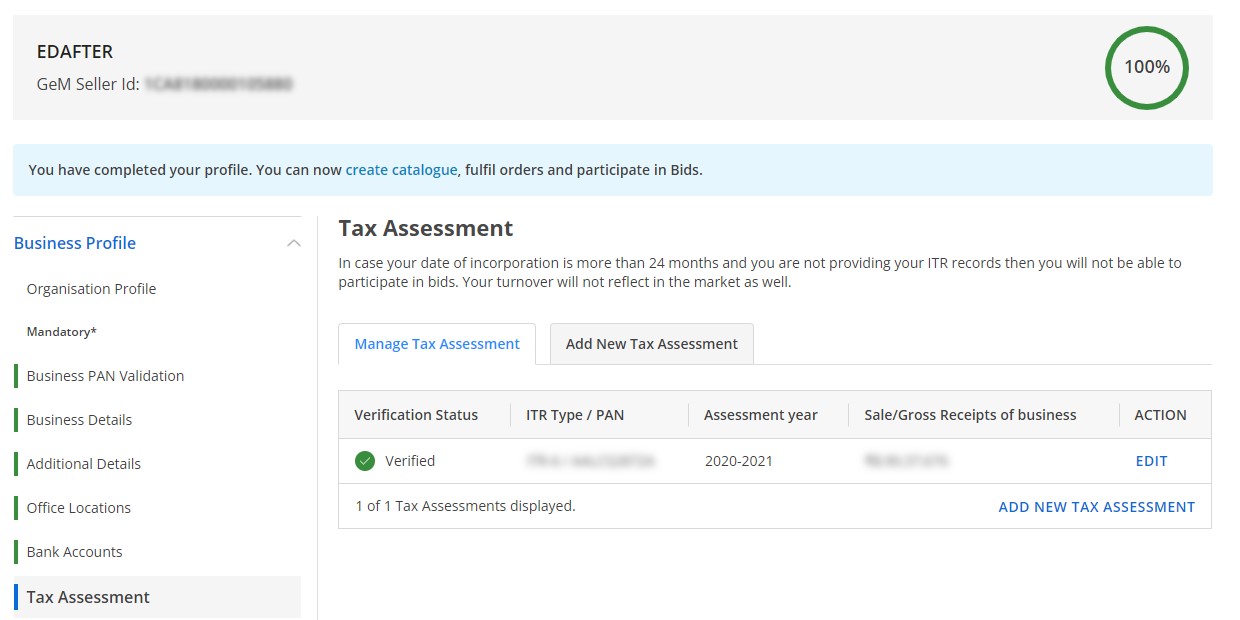 EDAFTER
GeM Seller Id:
100%
You have completed your profile. You can now create catalogue, fulfil orders and participate in Bids.
Business Profile
Organisation Profile
Mandatory*
Business PAN Validation
Business Details
Additional Details
Office Locations
Bank Accounts
Tax Assessment
Tax Assessment
In case your date of incorporation is more than 24 months and you are not providing your ITR records then you will not be able to
participate in bids. Your turnover will not reflect in the market as well.
Manage Tax Assessment Add New Tax Assessment
Verification Status ITR Type / PAN Assessment year Sale/Gross Receipts of business ACTION
Verified 2020-2021 EDIT
1 of 1 Tax Assessments displayed. ADD NEW TAX ASSESSMENT